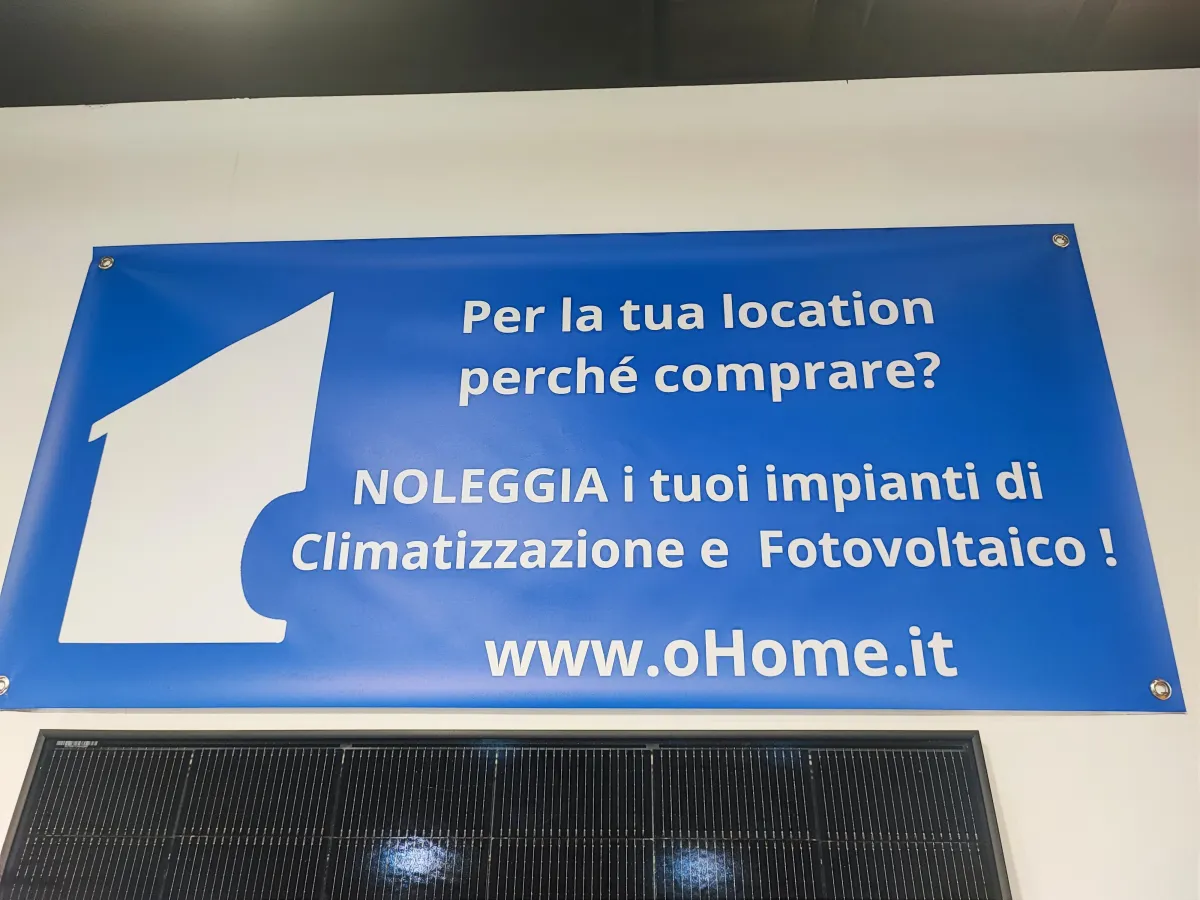 Per la tua location
perché comprare?
NOLEGGIA i tuoi impianti di
Climatizzazione e Fotovoltaico !
www.oHome.it